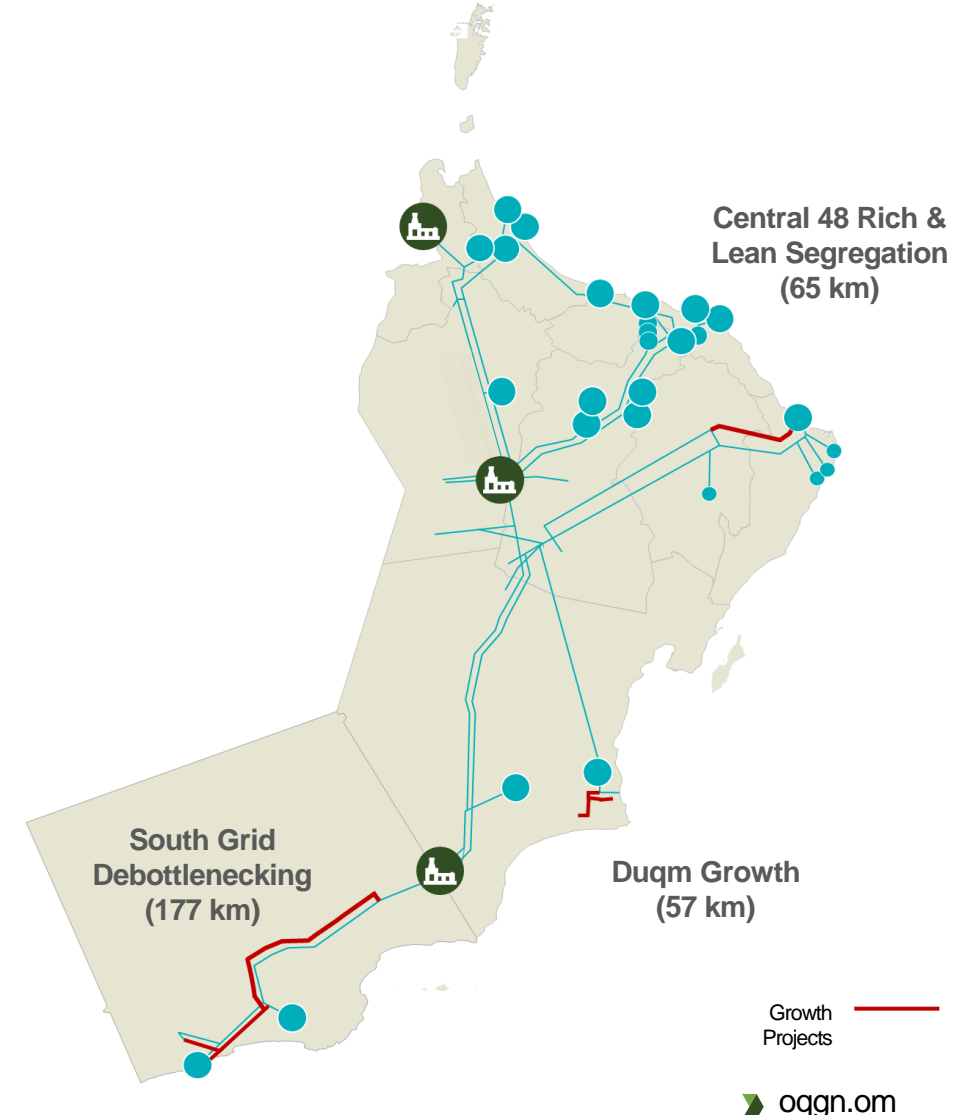 Central 48 Rich &
Lean Segregation
(65 km)
South Grid
Debottlenecking
(177 km)
Duqm Growth
(57 km)
Growth
Projects
oqgn.om